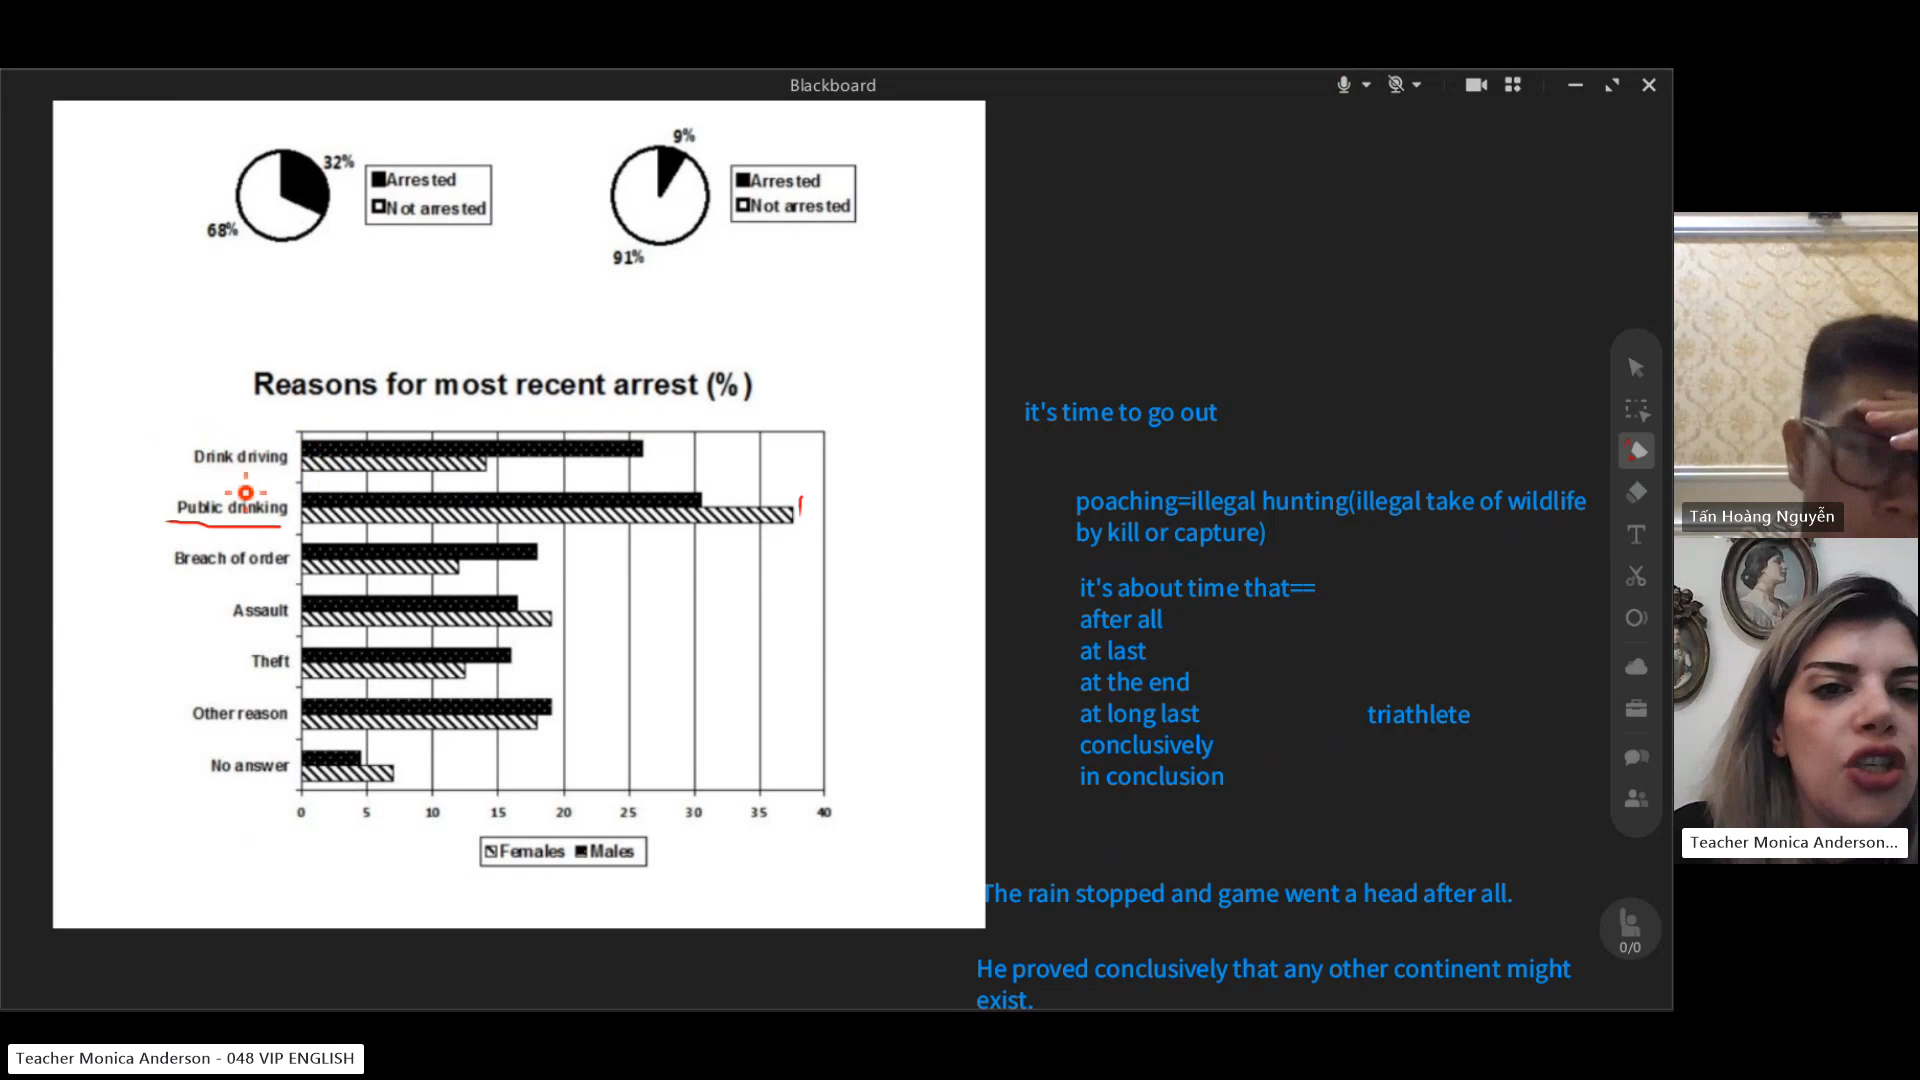 Blackboard
9%
32%
Arrested
Not arrested
68%
Arrested
Not arrested
91%
Reasons for most recent arrest (%)
Drink driving
Public drinking
Breach of order
Assault
Theft
Other reason
No answer
0 5 10 15 20 25 30 35 40
Females Males
it's time to go out
poaching=illegal hunting(illegal take of wildlife
by kill or capture)
it's about time that==
after all
at last
at the end
at long last
conclusively
in conclusion
triathlete
The rain stopped and game went a head after all.
He proved conclusively that any other continent might
exist.
T
0/0
Tấn Hoàng Nguyễn
Teacher Monica Anderson...
Teacher Monica Anderson - 048 VIP ENGLISH